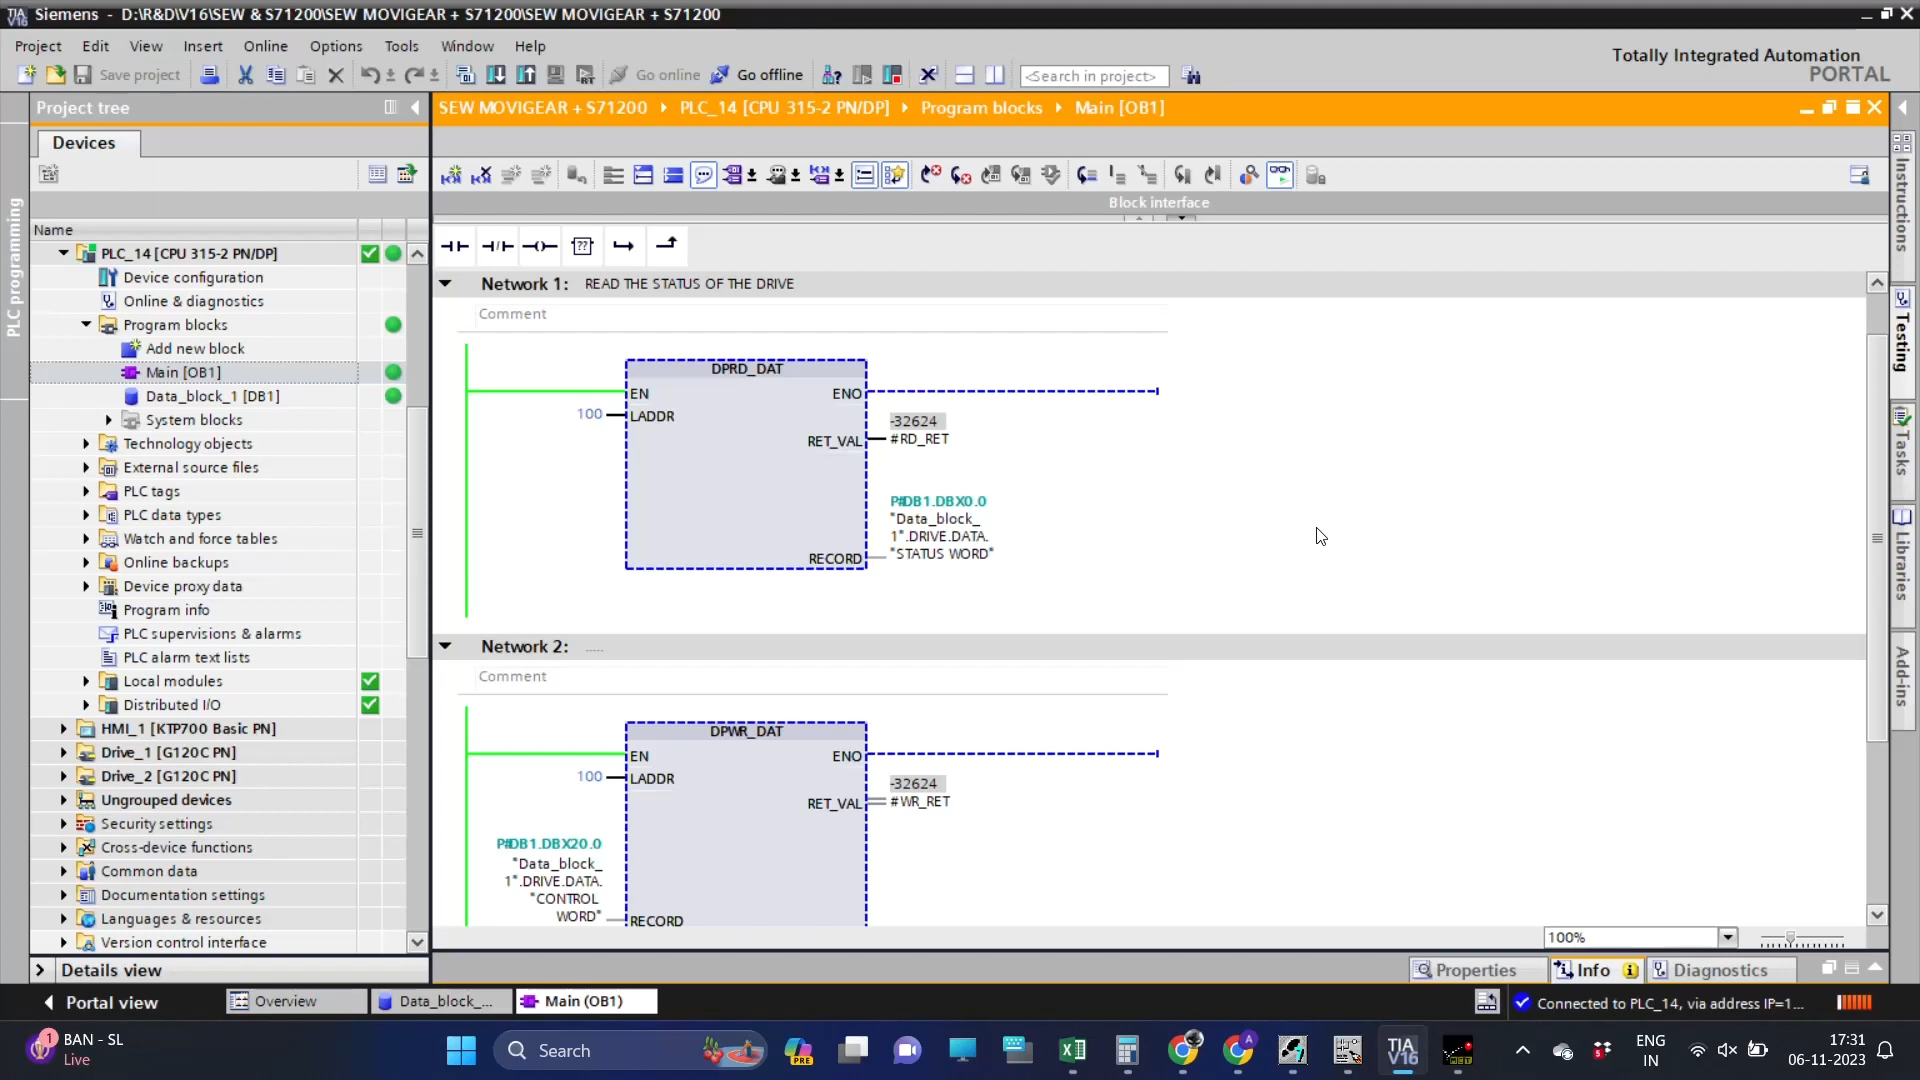 Siemens - D:\R&D\V16\SEW & S71200\SEW MOVIGEAR + S71200\SEW MOVIGEAR + S71200
Project Edit View Insert Online Options Tools Window Help
Totally Integrated Automation
PORTAL
Save project
Go online
Go offline
<Search in project>
Project tree
SEW MOVIGEAR + S71200 PLC_14 [CPU 315-2 PN/DP] Program blocks Main [OB1]
Devices
PLC programming
Block interface
Name
PLC_14 [CPU 315-2 PN/DP]
Device configuration
Online & diagnostics
Program blocks
Add new block
Main [OB1]
Data_block_1 [DB1]
System blocks
Technology objects
External source files
PLC tags
PLC data types
Watch and force tables
Online backups
Device proxy data
Program info
PLC supervisions & alarms
PLC alarm text lists
Local modules
Distributed I/O
HMI_1 [KTP700 Basic PN]
Drive_1 [G120C PN]
Drive_2 [G120C PN]
Ungrouped devices
Security settings
Cross-device functions
Common data
Documentation settings
Languages & resources
Version control interface
Details view
??
Network 1: READ THE STATUS OF THE DRIVE
Comment
DPRD_DAT
EN ENO
100 LADDR
-32624
RET_VAL #RD_RET
P#DB1.DBX0.0
"Data_block_
1".DRIVE.DATA.
"STATUS WORD"
RECORD
Network 2: .....
Comment
DPWR_DAT
EN ENO
100 LADDR
-32624
RET_VAL #WR_RET
P#DB1.DBX20.0
"Data_block_
1".DRIVE.DATA.
"CONTROL
WORD"
RECORD
100%
Properties Info Diagnostics
Instructions
Testing
Tasks
Libraries
Add-ins
Portal view Overview Data_block_... Main (OB1)
Connected to PLC_14, via address IP=1...
1
BAN - SL
Live
Search
PRE
TIA
V16
ENG
IN
17:31
06-11-2023